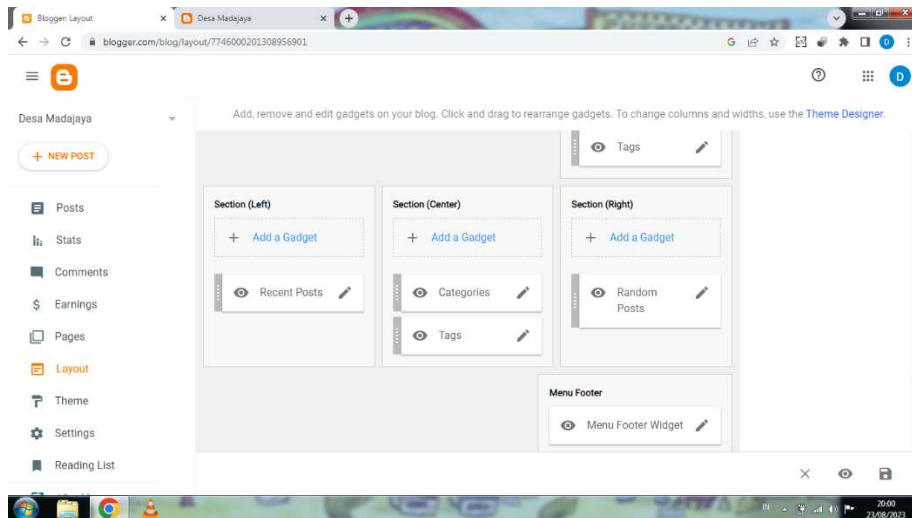 Blogger: Layout
Desa Madajaya
blogger.com/blog/layout/7746000201308956901
G
D
D
Desa Madajaya
Add, remove and edit gadgets on your blog. Click and drag to rearrange gadgets. To change columns and widths, use the Theme Designer.
+ NEW POST
Posts
Stats
Comments
Earnings
Pages
Layout
Theme
Settings
Reading List
Tags
Section (Left)
+ Add a Gadget
Recent Posts
Section (Center)
+ Add a Gadget
Categories
Tags
Section (Right)
+ Add a Gadget
Random
Posts
Menu Footer
Menu Footer Widget
IN
20:00
23/08/2023